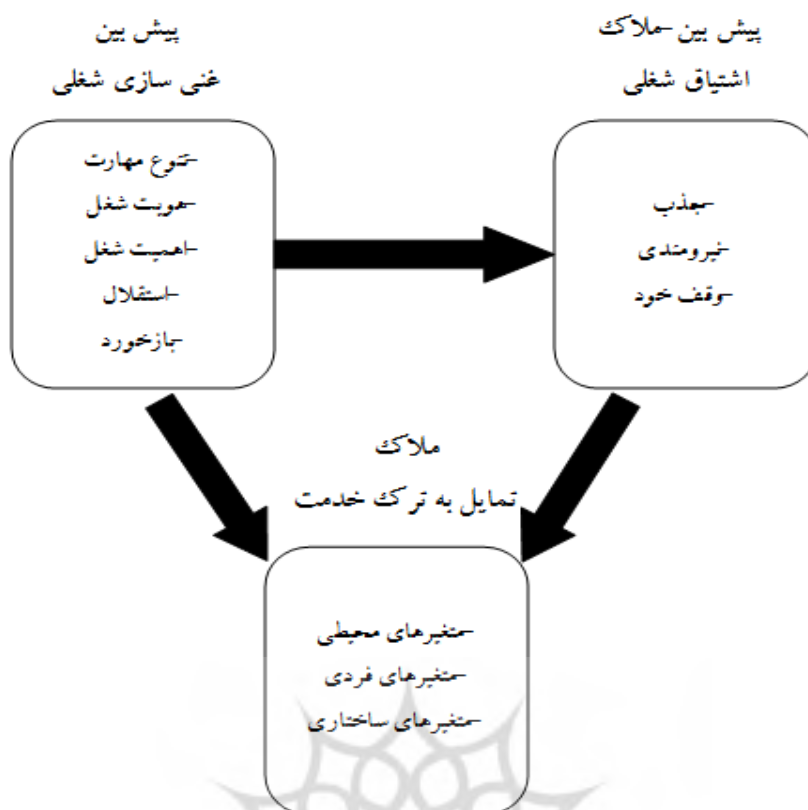 پیش بین
غنی سازی شغلی
-تنوع مهارت
-هویت شغل
-اهمیت شغل
-استقلال
-بازخورد
پیش بین -ملاک
اشتیاق شغلی
-جذب
-نیرومندی
-وقف خود
ملاک
تمایل به ترک خدمت
-متغیرهای محیطی
-متغیرهای فردی
-متغیرهای ساختاری